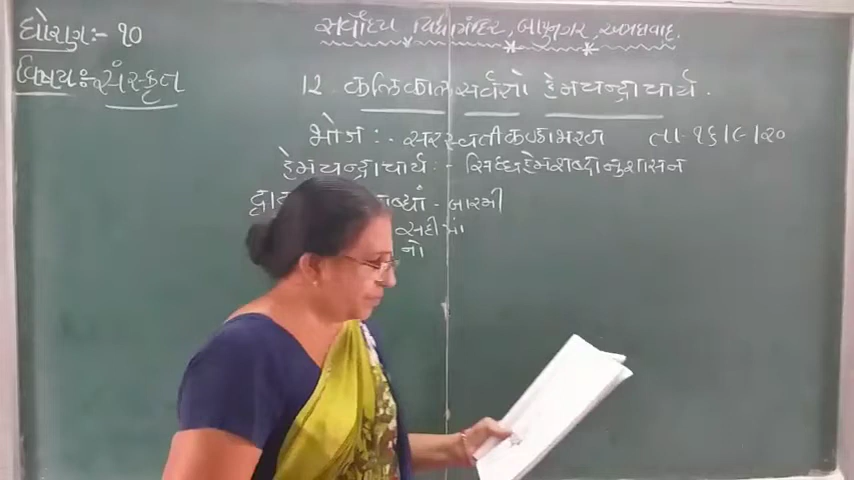 ધોરણ:- ૧૦
સર્વોદય વિદ્યામંદિર, બાપુનગર, અમદાવાદ.
વિષય:- સંસ્કૃત
12. કલિકાલસર્વજ્ઞો હેમચન્દ્રાચાર્ય.
ભોજ :- સરસ્વતીકણ્ઠાભરણ તા-૧૬/૯/૨૦
હેમચન્દ્રાચાર્ય:- સિદ્ધહેમશબ્દાનુશાસન
બ્ધાં - બારમી
સદીમાં
નો